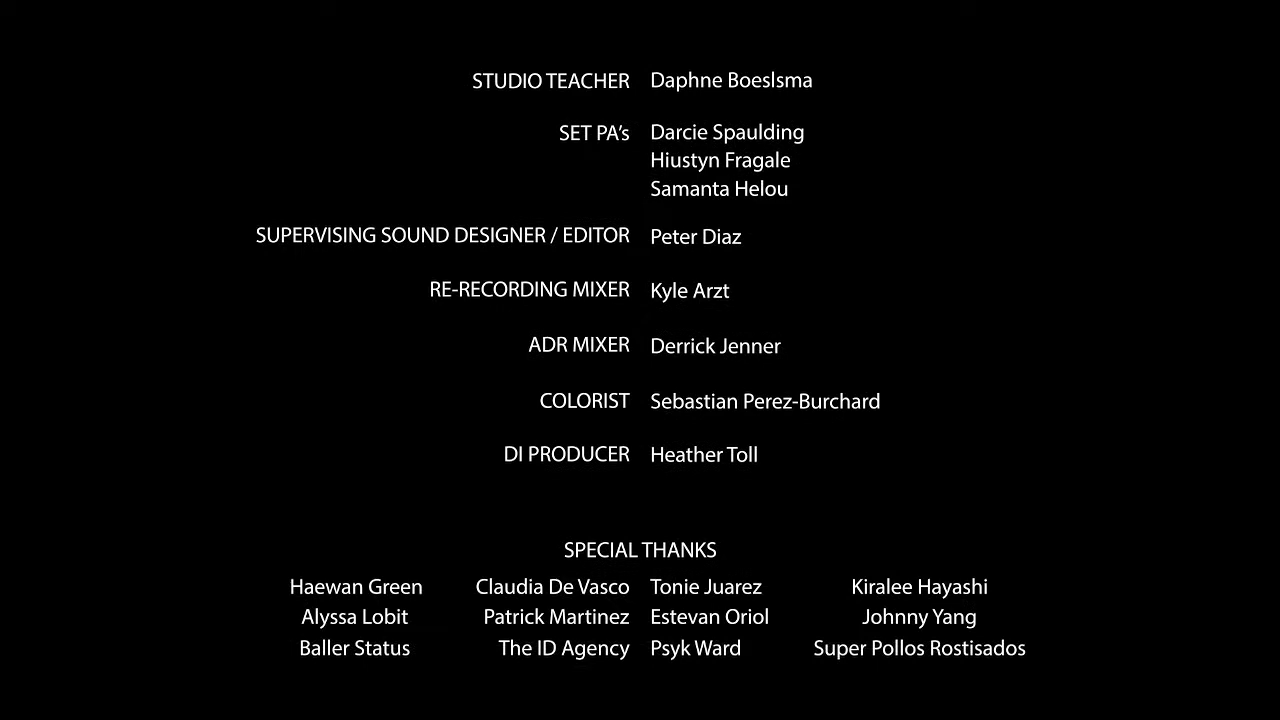 STUDIO TEACHER Daphne Boeslsma
SET PA's Darcie Spaulding
Hiustyn Fragale
Samanta Helou
SUPERVISING SOUND DESIGNER / EDITOR Peter Diaz
RE-RECORDING MIXER Kyle Arzt
ADR MIXER Derrick Jenner
COLORIST Sebastian Perez-Burchard
DI PRODUCER Heather Toll
SPECIAL THANKS
Haewan Green Claudia De Vasco Tonie Juarez Kiralee Hayashi
Alyssa Lobit Patrick Martinez Estevan Oriol Johnny Yang
Baller Status The ID Agency Psyk Ward Super Pollos Rostisados